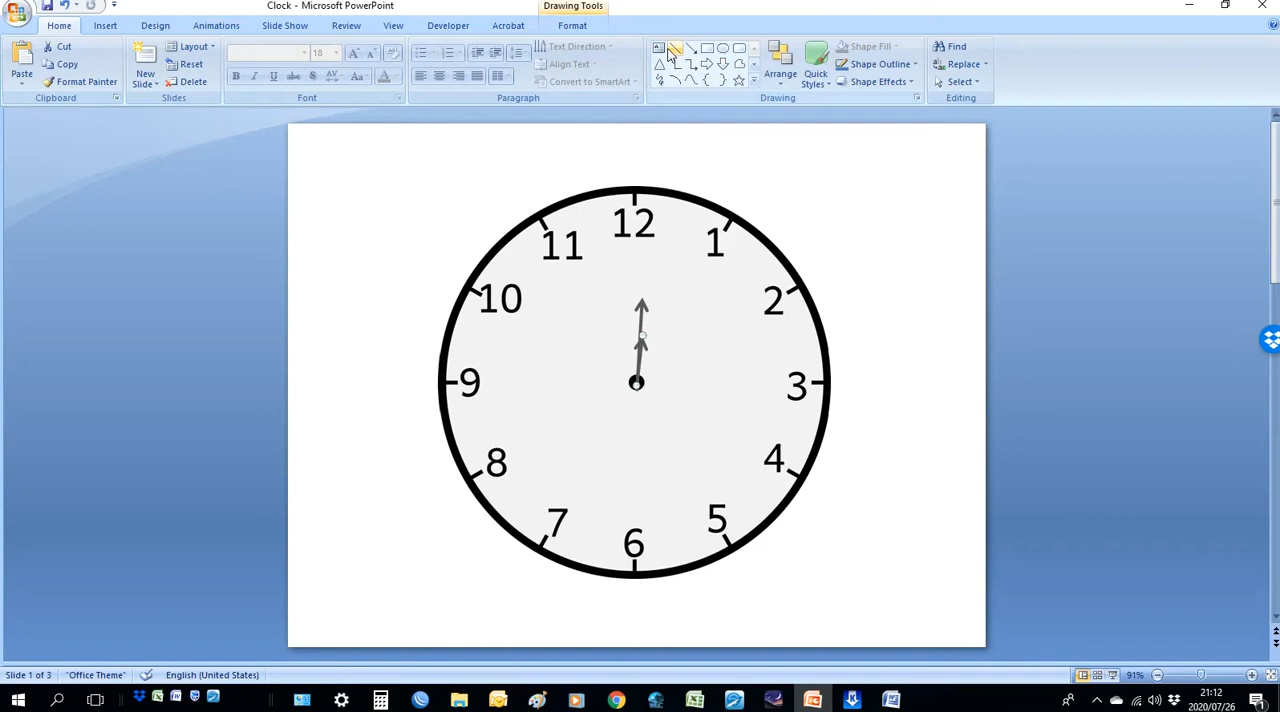 Clock - Microsoft PowerPoint
Drawing Tools
Home Insert Design Animations Slide Show Review View Developer Acrobat Format
Paste
Cut
Copy
Format Painter
Clipboard
New Slide
Layout
Reset
Delete
Slides
18
B I U abc S AV Aa A
Font
Text Direction
Align Text
Convert to SmartArt
Paragraph
Arrange
Quick Styles
Shape Fill
Shape Outline
Shape Effects
Drawing
Find
Replace
Select
Editing
12
11 1
10 2
9 3
8 4
7 5
6
Slide 1 of 3 "Office Theme" English (United States) 91%
21:12
2020/07/26